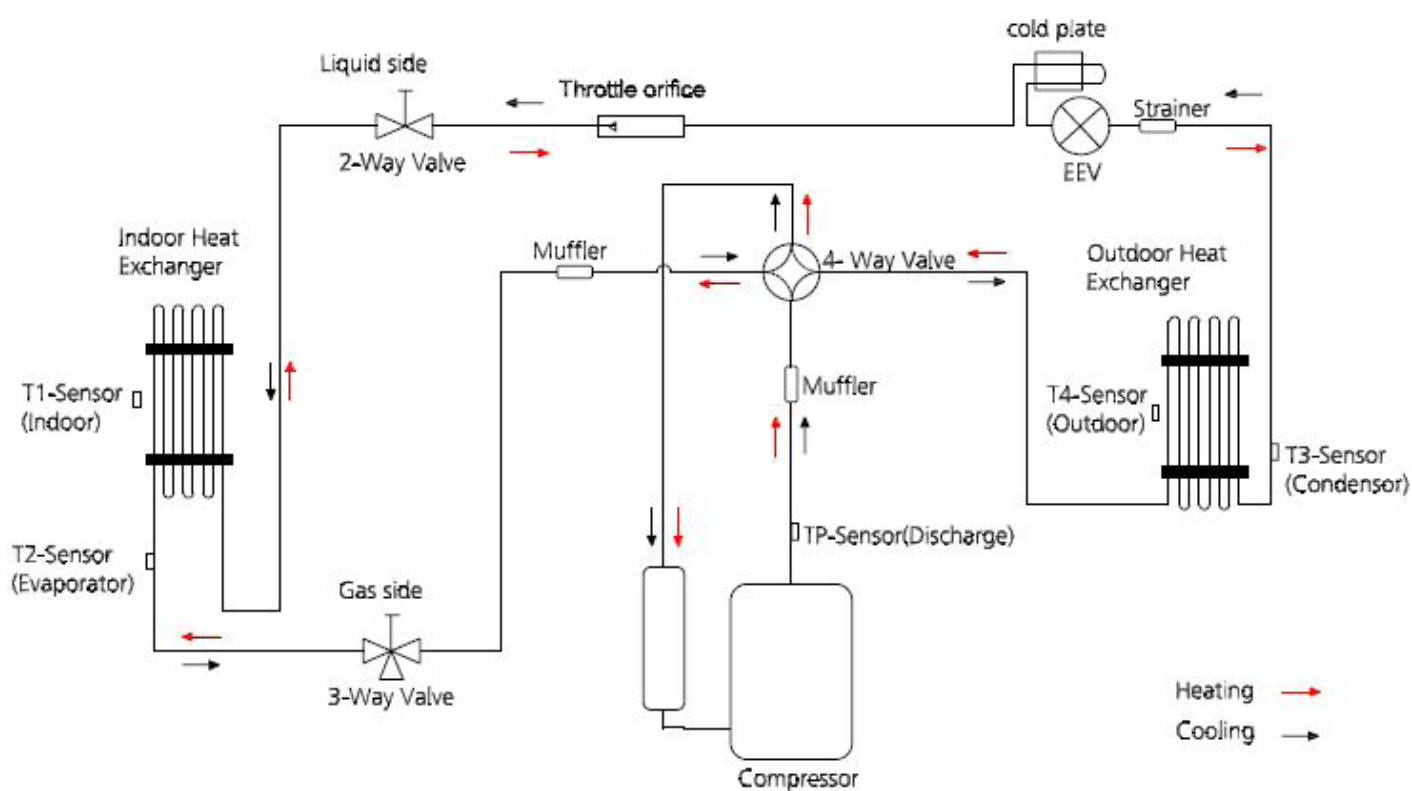 cold plate
Liquid side
Throttle orifice
Strainer
2-Way Valve
EEV
Indoor Heat
Exchanger
Muffler
4- Way Valve
Outdoor Heat
Exchanger
T1-Sensor
(Indoor)
Muffler
T4-Sensor
(Outdoor)
T3-Sensor
(Condensor)
T2-Sensor
(Evaporator)
TP-Sensor(Discharge)
Gas side
3-Way Valve
Heating
Cooling
Compressor